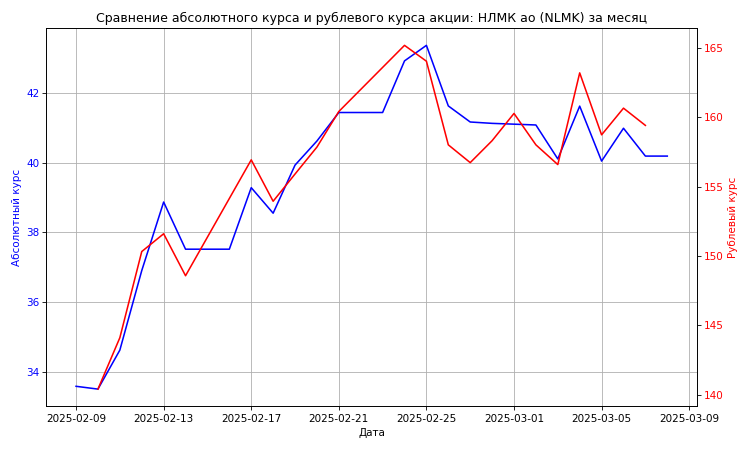 Сравнение абсолютного курса и рублевого курса акции: НЛМК ао (NLMK) за месяц
Абсолютный курс
42
40
38
36
34
165
160
155
150
145
140
Рублевый курс
2025-02-09 2025-02-13 2025-02-17 2025-02-21 2025-02-25 2025-03-01 2025-03-05 2025-03-09
Дата